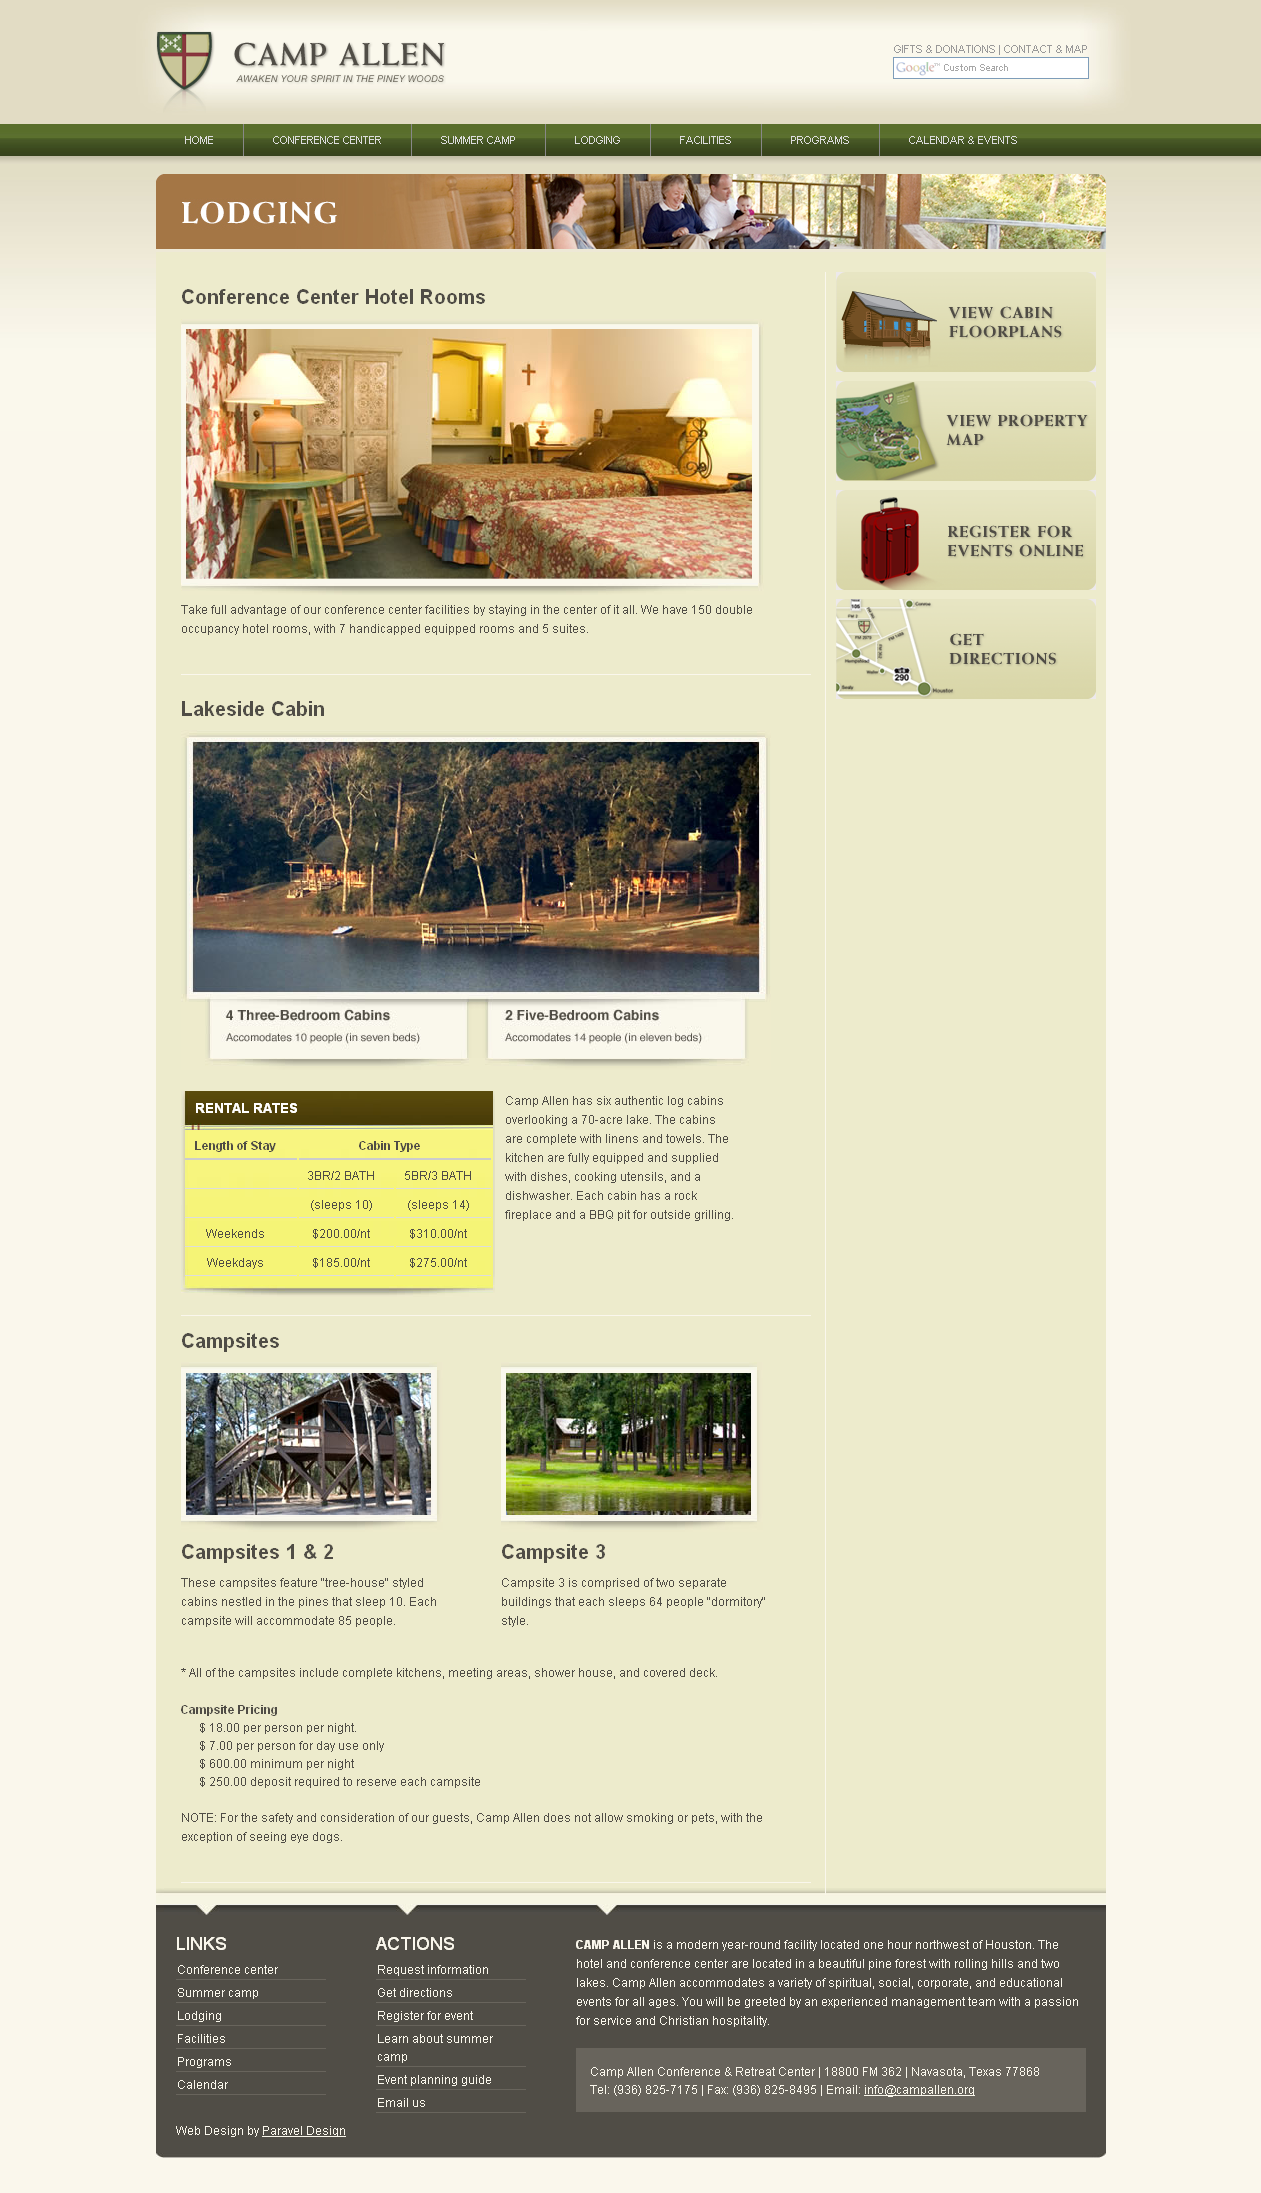 CAMP ALLEN
AWAKEN YOUR SPIRIT IN THE PINEY WOODS
GIFTS & DONATIONS | CONTACT & MAP
Google™ Custom Search
HOME
CONFERENCE CENTER
SUMMER CAMP
LODGING
FACILITIES
PROGRAMS
CALENDAR & EVENTS
LODGING
Conference Center Hotel Rooms
Take full advantage of our conference center facilities by staying in the center of it all. We have 150 double
occupancy hotel rooms, with 7 handicapped equipped rooms and 5 suites.
VIEW CABIN
FLOORPLANS
VIEW PROPERTY
MAP
REGISTER FOR
EVENTS ONLINE
Conroe
Hempstead
Waller
290
Sealy
Houston
GET
DIRECTIONS
Lakeside Cabin
4 Three-Bedroom Cabins
Accomodates 10 people (in seven beds)
2 Five-Bedroom Cabins
Accomodates 14 people (in eleven beds)
RENTAL RATES
Length of Stay Cabin Type
3BR/2 BATH 5BR/3 BATH
(sleeps 10) (sleeps 14)
Weekends $200.00/nt $310.00/nt
Weekdays $185.00/nt $275.00/nt
Camp Allen has six authentic log cabins
overlooking a 70-acre lake. The cabins
are complete with linens and towels. The
kitchen are fully equipped and supplied
with dishes, cooking utensils, and a
dishwasher. Each cabin has a rock
fireplace and a BBQ pit for outside grilling.
Campsites
Campsites 1 & 2
These campsites feature "tree-house" styled
cabins nestled in the pines that sleep 10. Each
campsite will accommodate 85 people.
Campsite 3
Campsite 3 is comprised of two separate
buildings that each sleeps 64 people "dormitory"
style.
* All of the campsites include complete kitchens, meeting areas, shower house, and covered deck.
Campsite Pricing
$ 18.00 per person per night.
$ 7.00 per person for day use only
$ 600.00 minimum per night
$ 250.00 deposit required to reserve each campsite
NOTE: For the safety and consideration of our guests, Camp Allen does not allow smoking or pets, with the
exception of seeing eye dogs.
LINKS
Conference center
Summer camp
Lodging
Facilities
Programs
Calendar
Web Design by Paravel Design
ACTIONS
Request information
Get directions
Register for event
Learn about summer
camp
Event planning guide
Email us
CAMP ALLEN is a modern year-round facility located one hour northwest of Houston. The
hotel and conference center are located in a beautiful pine forest with rolling hills and two
lakes. Camp Allen accommodates a variety of spiritual, social, corporate, and educational
events for all ages. You will be greeted by an experienced management team with a passion
for service and Christian hospitality.
Camp Allen Conference & Retreat Center | 18800 FM 362 | Navasota, Texas 77868
Tel: (936) 825-7175 | Fax: (936) 825-8495 | Email: info@campallen.org